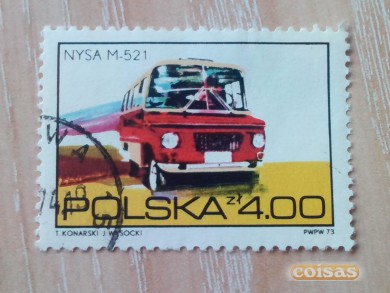 NYSA M-521
POLSKA zł 4.00
T. KONARSKI J. WYSOCKI PWPW 73
coisas